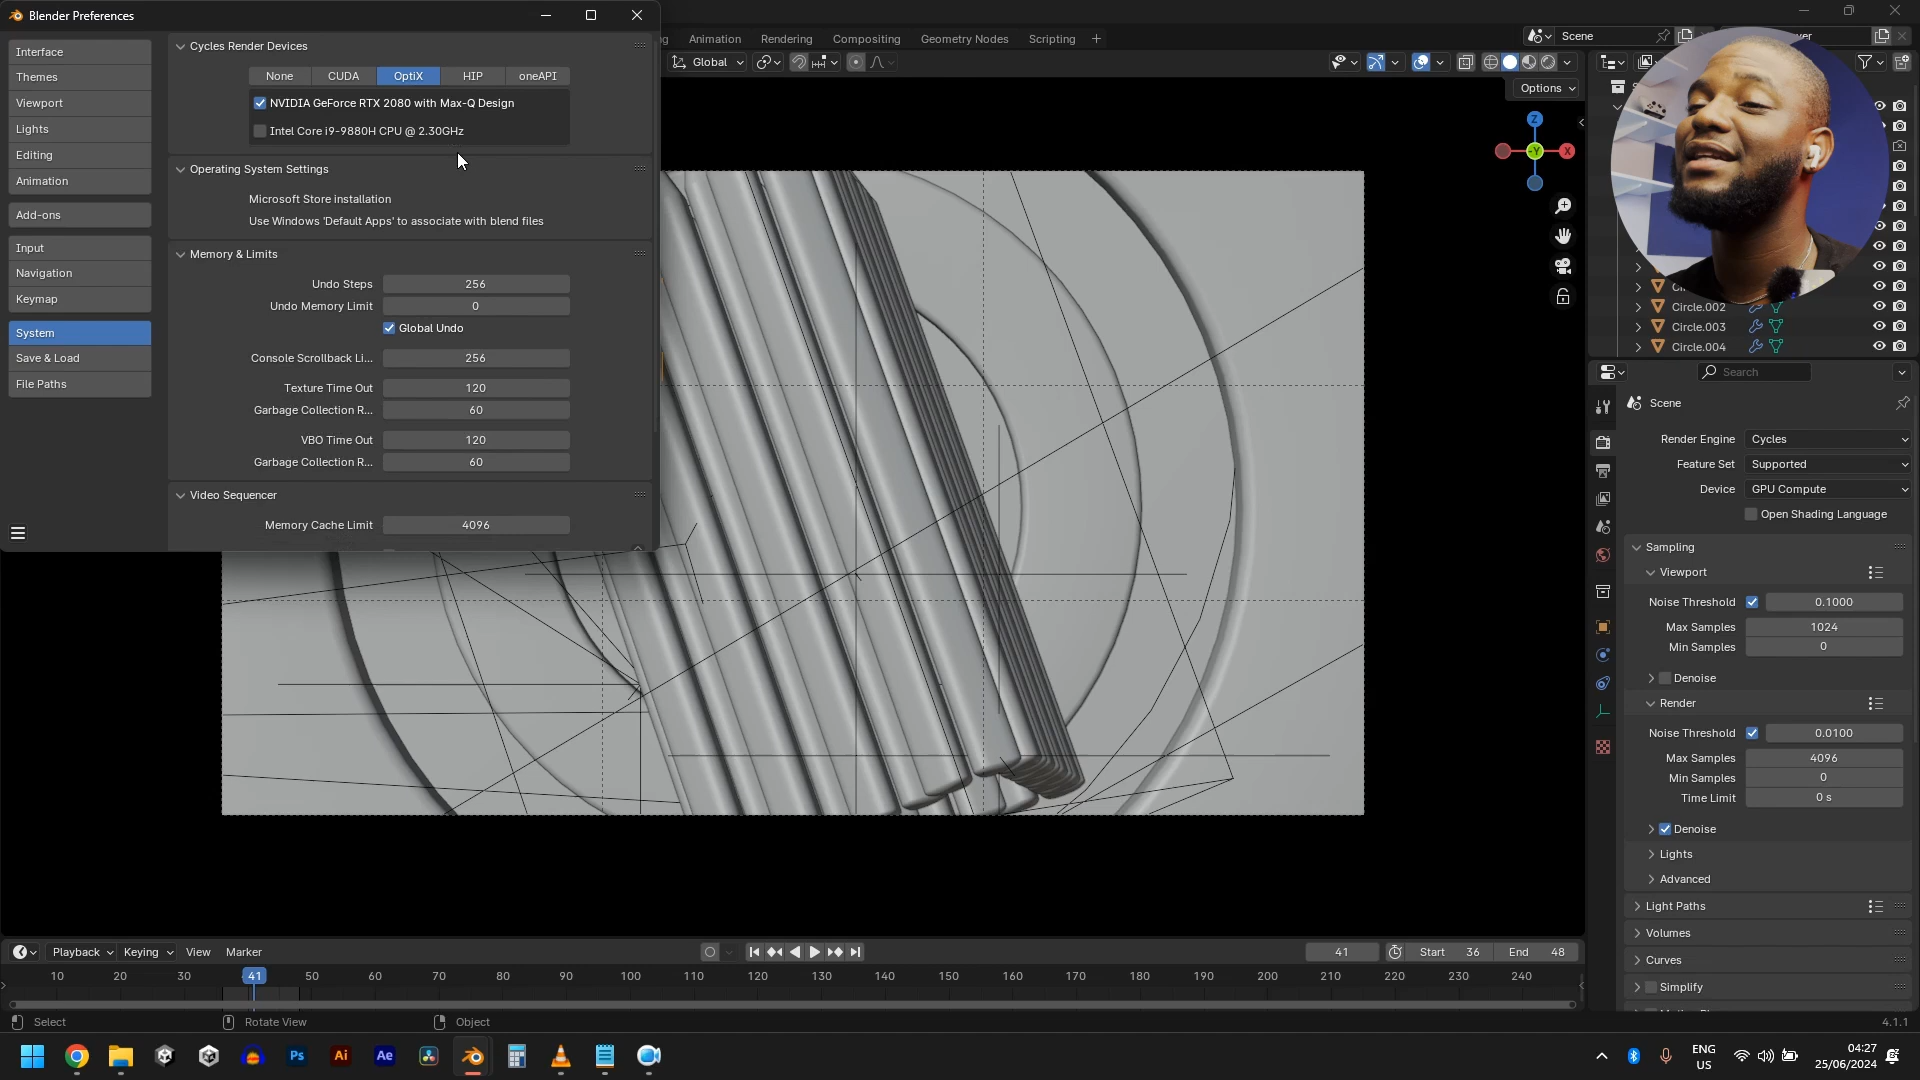 Blender Preferences
Interface
Themes
Viewport
Lights
Editing
Animation
Add-ons
Input
Navigation
Keymap
System
Save & Load
File Paths
Cycles Render Devices
None CUDA OptiX HIP oneAPI
NVIDIA GeForce RTX 2080 with Max-Q Design
Intel Core i9-9880H CPU @ 2.30GHz
Operating System Settings
Microsoft Store installation
Use Windows 'Default Apps' to associate with blend files
Memory & Limits
Undo Steps 256
Undo Memory Limit 0
Global Undo
Console Scrollback Li... 256
Texture Time Out 120
Garbage Collection R... 60
VBO Time Out 120
Garbage Collection R... 60
Video Sequencer
Memory Cache Limit 4096
Animation Rendering Compositing Geometry Nodes Scripting
Global
Options
Z
-Y
X
Scene
Circle.002
Circle.003
Circle.004
Search
Scene
Render Engine Cycles
Feature Set Supported
Device GPU Compute
Open Shading Language
Sampling
Viewport
Noise Threshold 0.1000
Max Samples 1024
Min Samples 0
Denoise
Render
Noise Threshold 0.0100
Max Samples 4096
Min Samples 0
Time Limit 0 s
Denoise
Lights
Advanced
Light Paths
Volumes
Curves
Simplify
Playback Keying View Marker
41 Start 36 End 48
10 20 30 41 50 60 70 80 90 100 110 120 130 140 150 160 170 180 190 200 210 220 230 240
Select Rotate View Object
4.1.1
Ps Ai Ae
ENG
US
04:27
25/06/2024